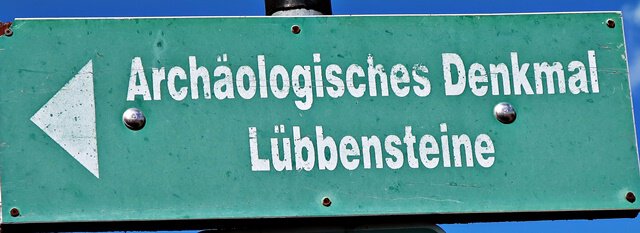 Archäologisches Denkmal
Lübbensteine